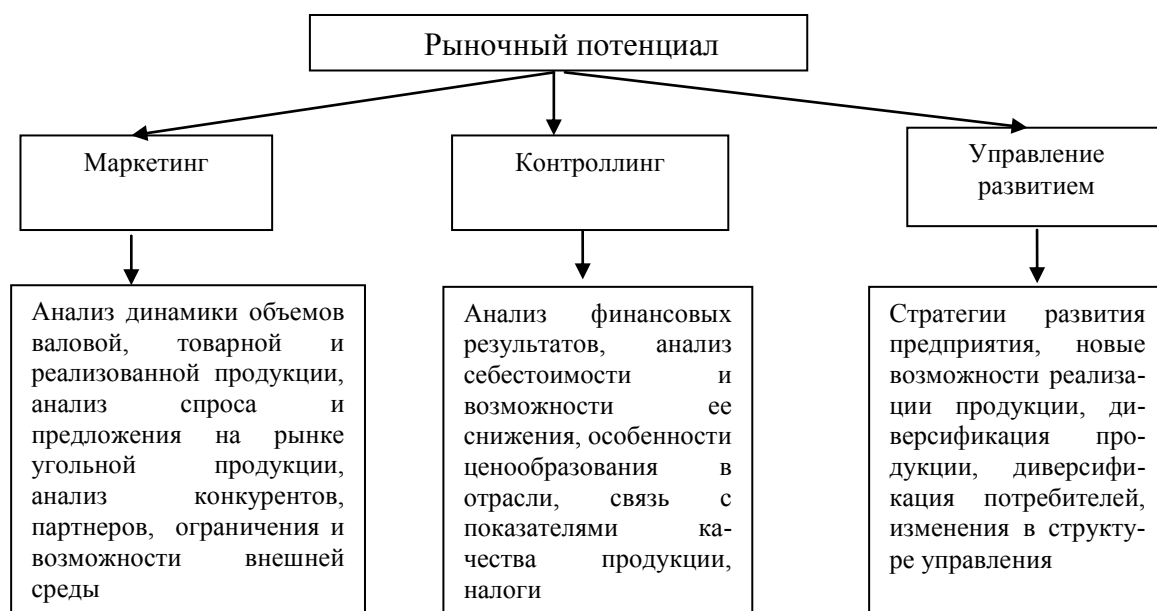 Рыночный потенциал
Маркетинг
Контроллинг
Управление
развитием
Анализ динамики объемов
валовой, товарной и
реализованной продукции,
анализ спроса и
предложения на рынке
угольной продукции,
анализ конкурентов,
партнеров, ограничения и
возможности внешней
среды
Анализ финансовых
результатов, анализ
себестоимости и
возможности ее
снижения, особенности
ценообразования в
отрасли, связь с
показателями ка-
чества продукции,
налоги
Стратегии развития
предприятия, новые
возможности реализа-
ции продукции, ди-
версификация про-
дукции, диверсифи-
кация потребителей,
изменения в структу-
ре управления